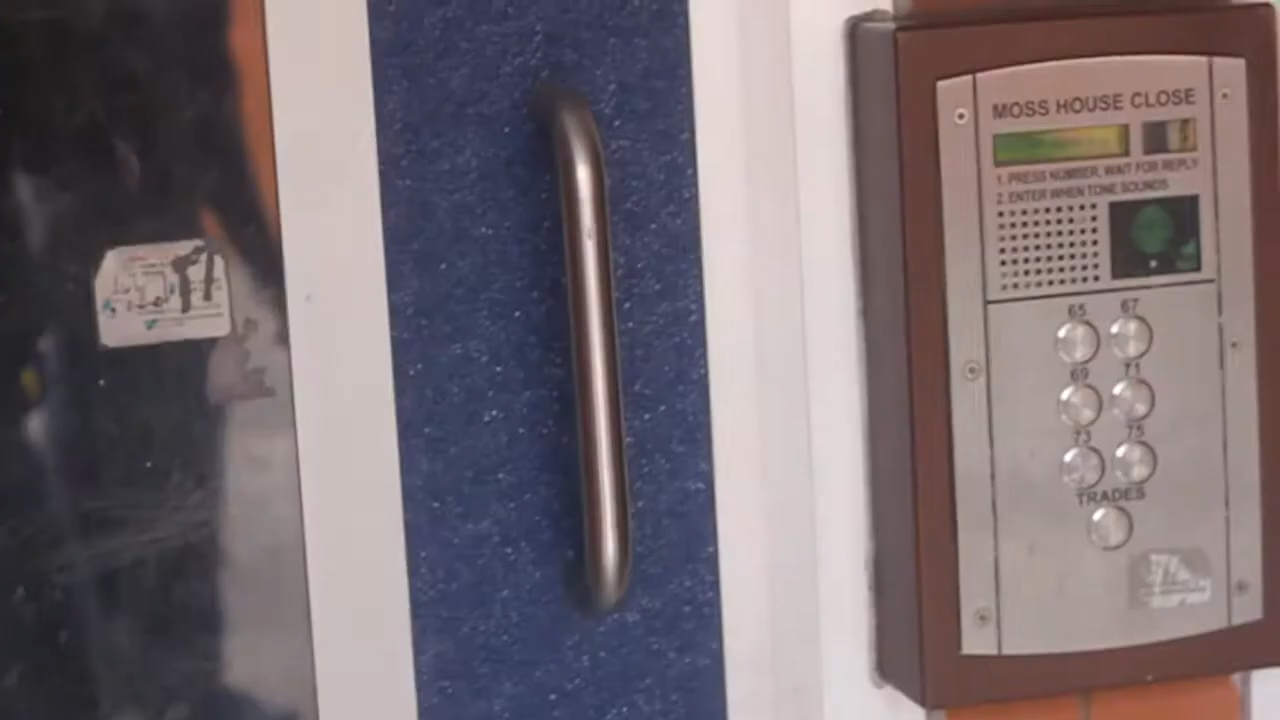 MOSS HOUSE CLOSE
1. PRESS NUMBER, WAIT FOR REPLY
2. ENTER WHEN TONE SOUNDS
65 67
69 71
73 75
TRADES